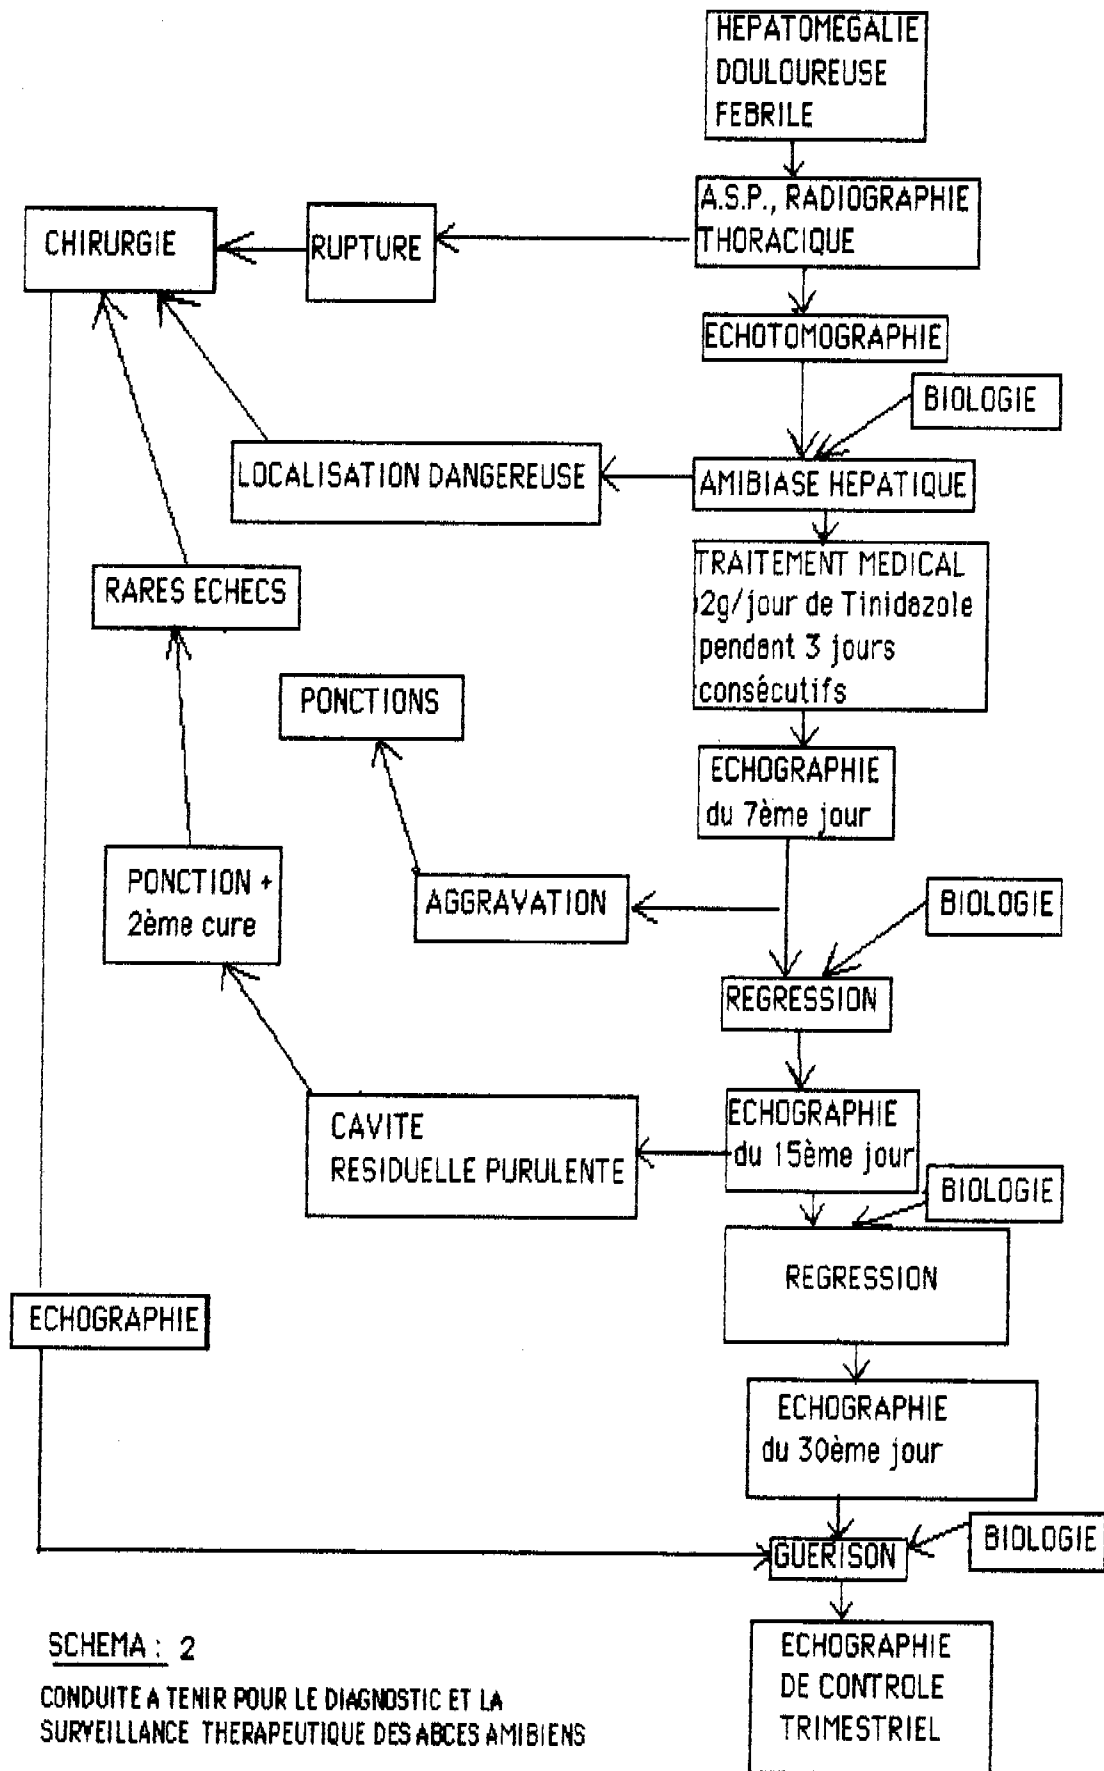 HEPATOMEGALIE
DOULOUREUSE
FEBRILE
A.S.P., RADIOGRAPHIE
THORACIQUE
CHIRURGIE
RUPTURE
ECHOTOMOGRAPHIE
BIOLOGIE
LOCALISATION DANGEREUSE
AMIBIASE HEPATIQUE
TRAITEMENT MEDICAL
2g/jour de Tinidazole
pendant 3 jours
consécutifs
RARES ECHECS
PONCTIONS
ECHOGRAPHIE
du 7ème jour
PONCTION +
2ème cure
AGGRAVATION
BIOLOGIE
REGRESSION
ECHOGRAPHIE
du 15ème jour
CAVITE
RESIDUELLE PURULENTE
BIOLOGIE
REGRESSION
ECHOGRAPHIE
ECHOGRAPHIE
du 30ème jour
BIOLOGIE
GUERISON
ECHOGRAPHIE
DE CONTROLE
TRIMESTRIEL
SCHEMA : 2
CONDUITE A TENIR POUR LE DIAGNOSTIC ET LA
SURVEILLANCE THERAPEUTIQUE DES ABCES AMIBIENS